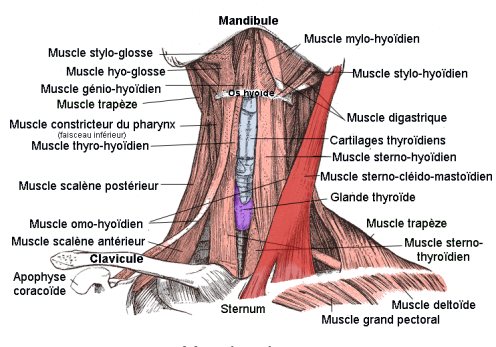 Mandibule
Muscle stylo-glosse
Muscle mylo-hyoïdien
Muscle hyo-glosse
Muscle stylo-hyoïdien
Muscle génio-hyoïdien
Os hyoïde
Muscle trapèze
Muscle digastrique
Muscle constricteur du pharynx
(faisceau inférieur)
Cartilages thyroïdiens
Muscle thyro-hyoïdien
Muscle sterno-hyoïdien
Muscle sterno-cléido-mastoïdien
Muscle scalène postérieur
Glande thyroïde
Muscle omo-hyoïdien
Muscle trapèze
Muscle scalène antérieur
Muscle sterno-
thyroïdien
Clavicule
Apophyse
coracoïde
Sternum
Muscle deltoïde
Muscle grand pectoral